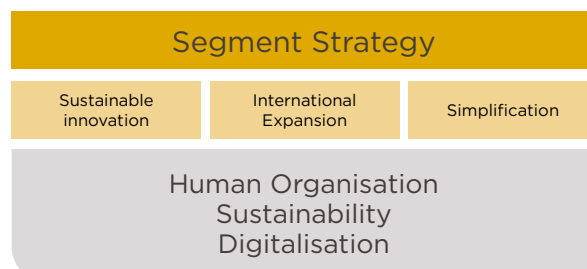 Segment Strategy
Sustainable
innovation
International
Expansion
Simplification
Human Organisation
Sustainability
Digitalisation